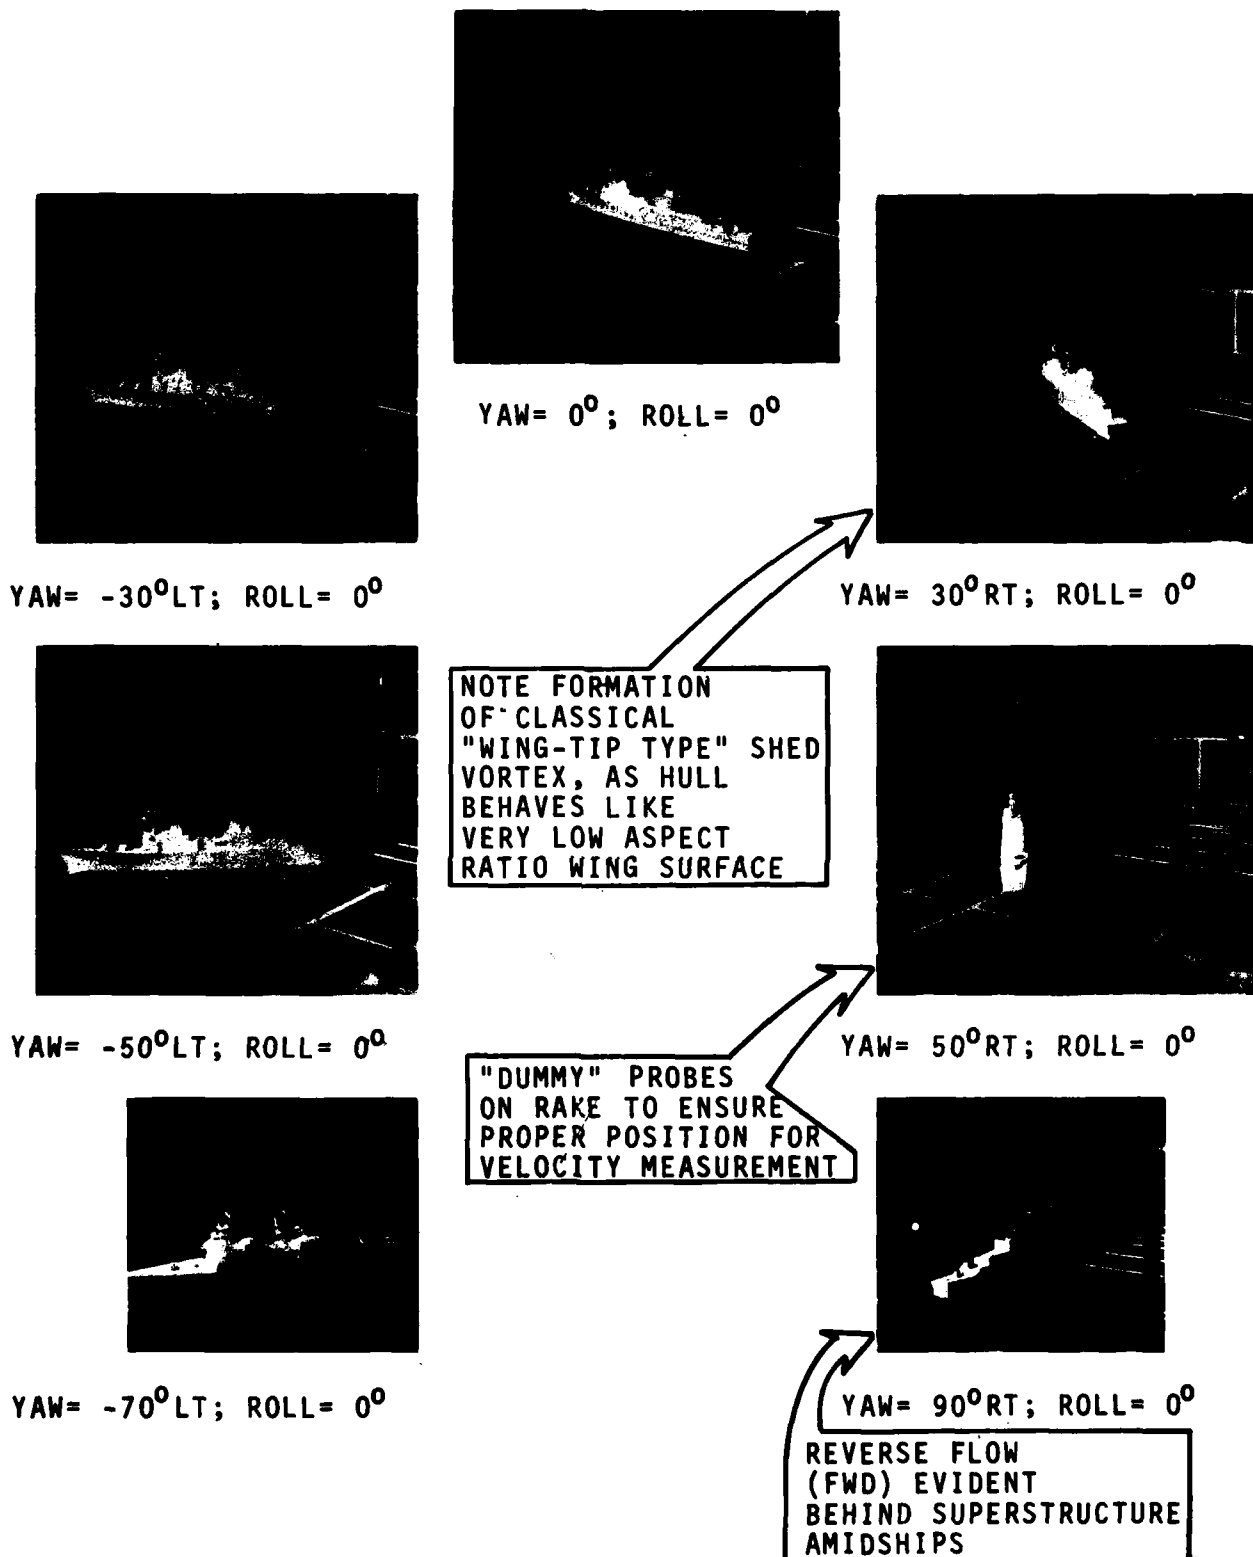 YAW= 0°; ROLL= 0°
YAW= -30°LT; ROLL= 0°
YAW= 30°RT; ROLL= 0°
NOTE FORMATION
OF CLASSICAL
"WING-TIP TYPE" SHED
VORTEX, AS HULL
BEHAVES LIKE
VERY LOW ASPECT
RATIO WING SURFACE
YAW= -50°LT; ROLL= 0°
YAW= 50°RT; ROLL= 0°
"DUMMY" PROBES
ON RAKE TO ENSURE
PROPER POSITION FOR
VELOCITY MEASUREMENT
YAW= -70°LT; ROLL= 0°
YAW= 90°RT; ROLL= 0°
REVERSE FLOW
(FWD) EVIDENT
BEHIND SUPERSTRUCTURE
AMIDSHIPS